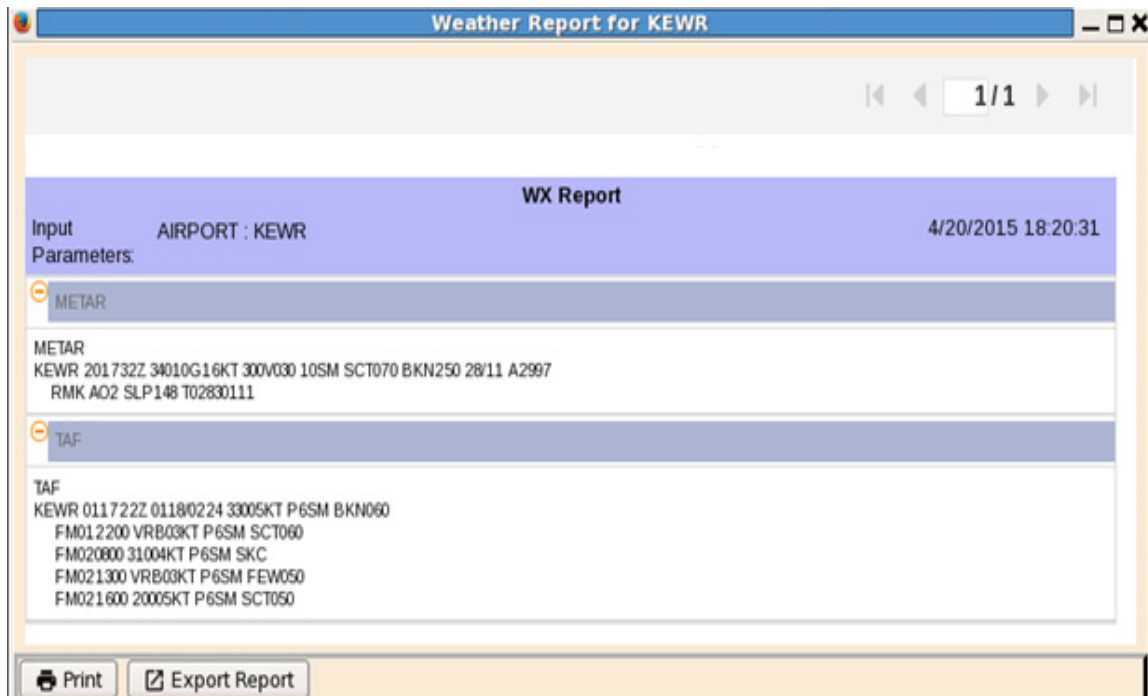 Weather Report for KEWR
1/1
WX Report
Input Parameters:
AIRPORT : KEWR
4/20/2015 18:20:31
METAR
METAR
KEWR 201732Z 34010G16KT 300V030 10SM SCT070 BKN250 28/11 A2997
RMK AO2 SLP148 T02830111
TAF
TAF
KEWR 011722Z 0118/0224 33005KT P6SM BKN060
FM012200 VRB03KT P6SM SCT060
FM020800 31004KT P6SM SKC
FM021300 VRB03KT P6SM FEW050
FM021600 20005KT P6SM SCT050
Print
Export Report